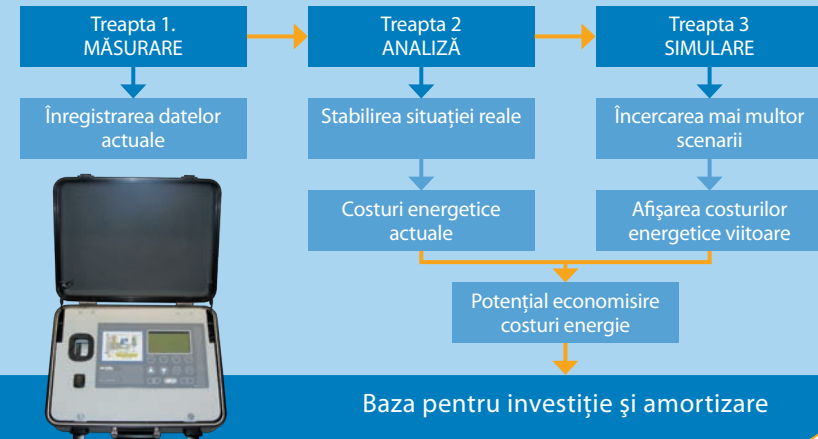 Treapta 1.
MĂSURARE
Treapta 2
ANALIZĂ
Treapta 3
SIMULARE
Înregistrarea datelor
actuale
Stabilirea situației reale
Încercarea mai multor
scenarii
Costuri energetice
actuale
Afişarea costurilor
energetice viitoare
Potențial economisire
costuri energie
Baza pentru investiție şi amortizare